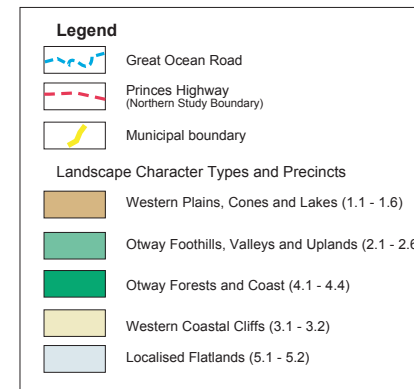 Legend
Great Ocean Road
Princes Highway
(Northern Study Boundary)
Municipal boundary
Landscape Character Types and Precincts
Western Plains, Cones and Lakes (1.1 - 1.6)
Otway Foothills, Valleys and Uplands (2.1 - 2.6
Otway Forests and Coast (4.1 - 4.4)
Western Coastal Cliffs (3.1 - 3.2)
Localised Flatlands (5.1 - 5.2)